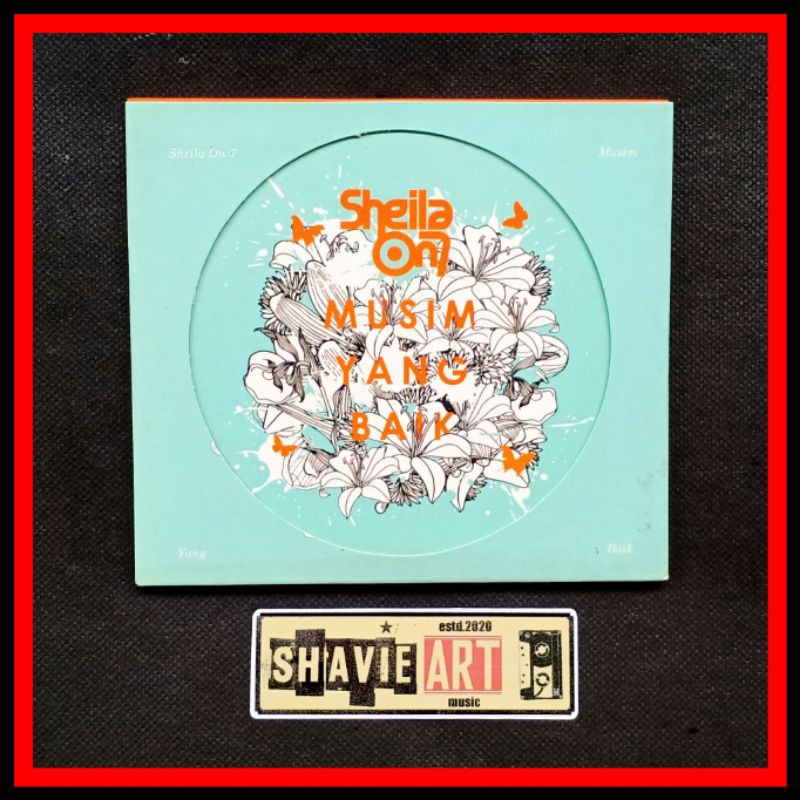 Sheila On 7
Musim
Sheila
On7
MUSIM
YANG
BAIK
Yang
Baik
estd.2020
SHAVIE ART
music